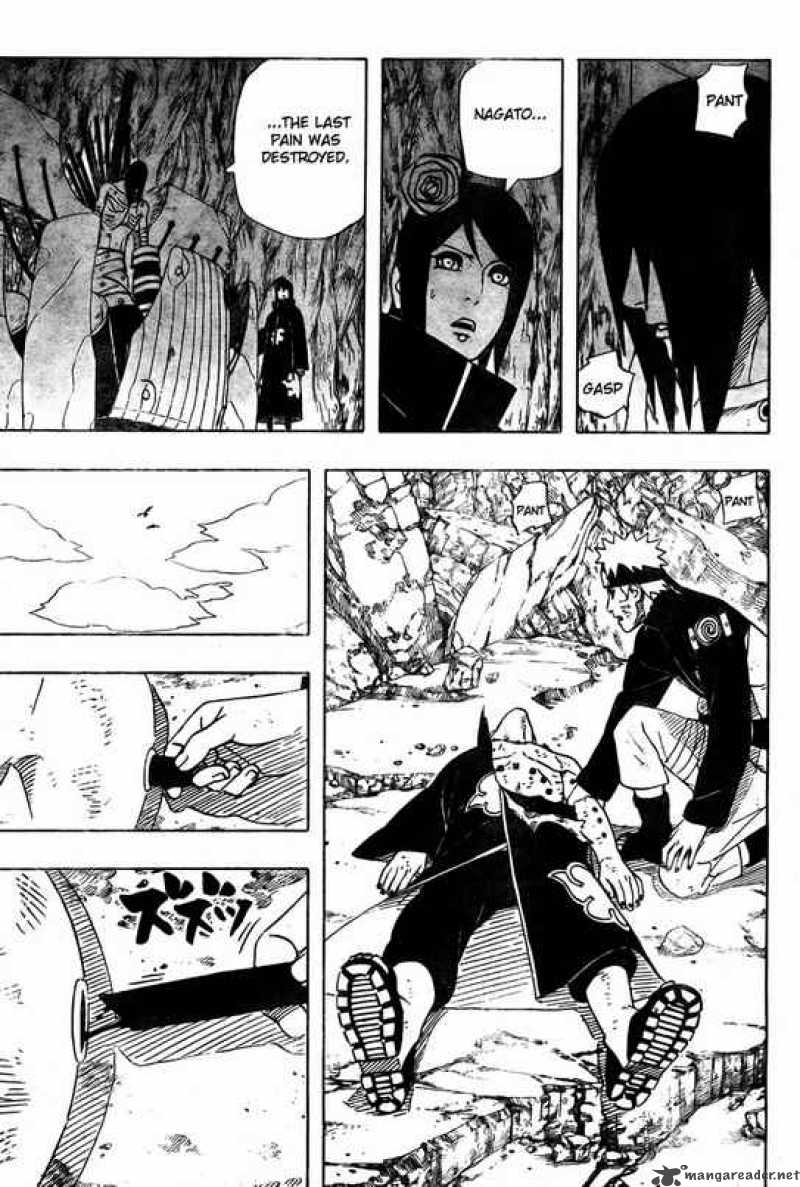 PANT
GASP
NAGATO...
...THE LAST
PAIN WAS
DESTROYED.
PANT
PANT
ズズッ
mangareader.net